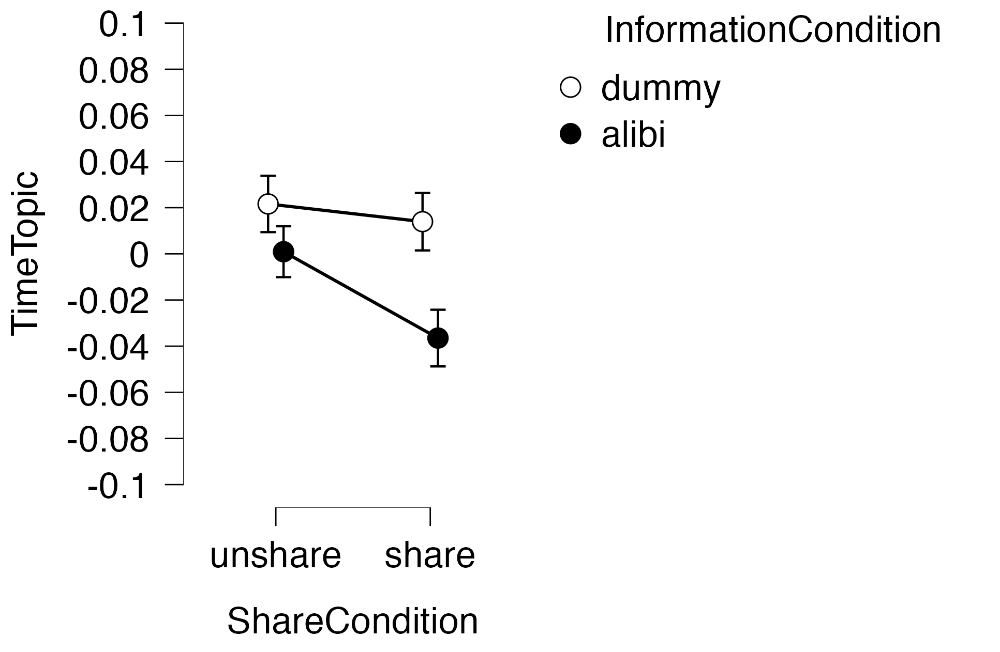 0.1
0.08
0.06
0.04
0.02
0
-0.02
-0.04
-0.06
-0.08
-0.1
TimeTopic
unshare share
ShareCondition
InformationCondition
dummy
alibi